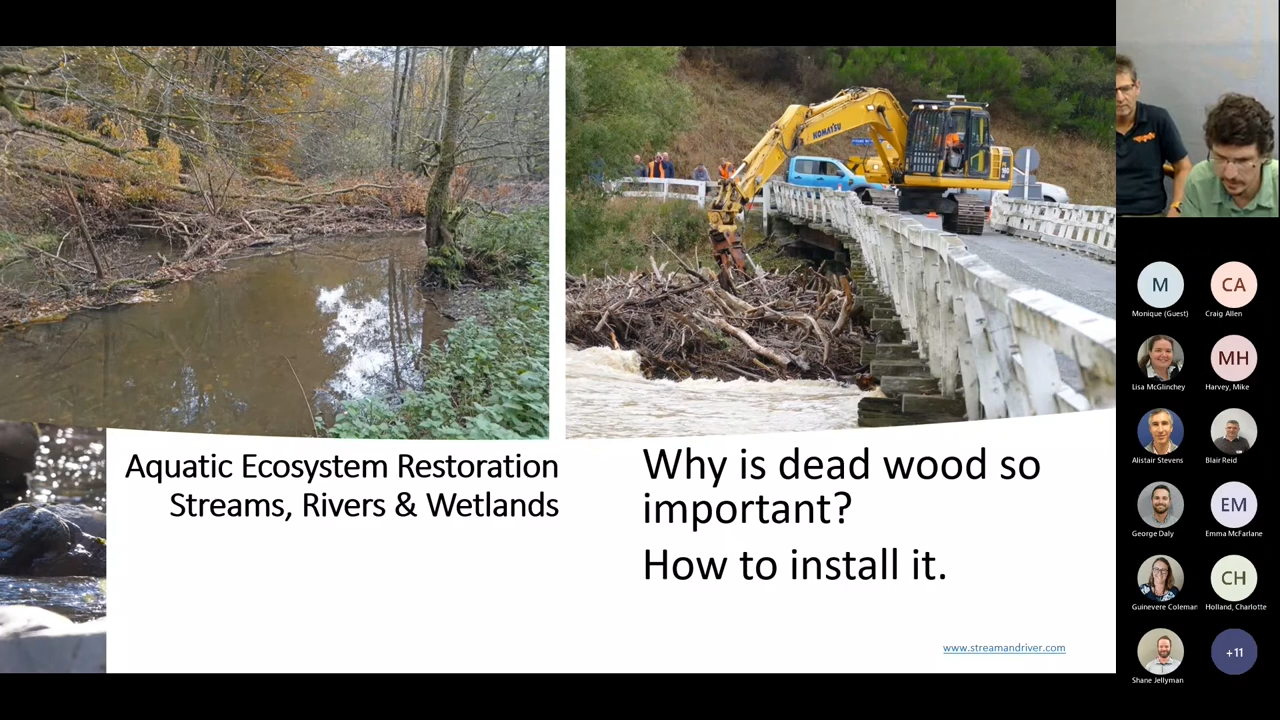 KOMATSU
Aquatic Ecosystem Restoration
Streams, Rivers & Wetlands
Why is dead wood so
important?
How to install it.
www.streamandriver.com
M
CA
Monique (Guest)
Craig Allen
MH
Lisa McGlinchey
Harvey, Mike
Alistair Stevens
Blair Reid
EM
George Daly
Emma McFarlane
CH
Guinevere Coleman
Holland, Charlotte
+11
Shane Jellyman